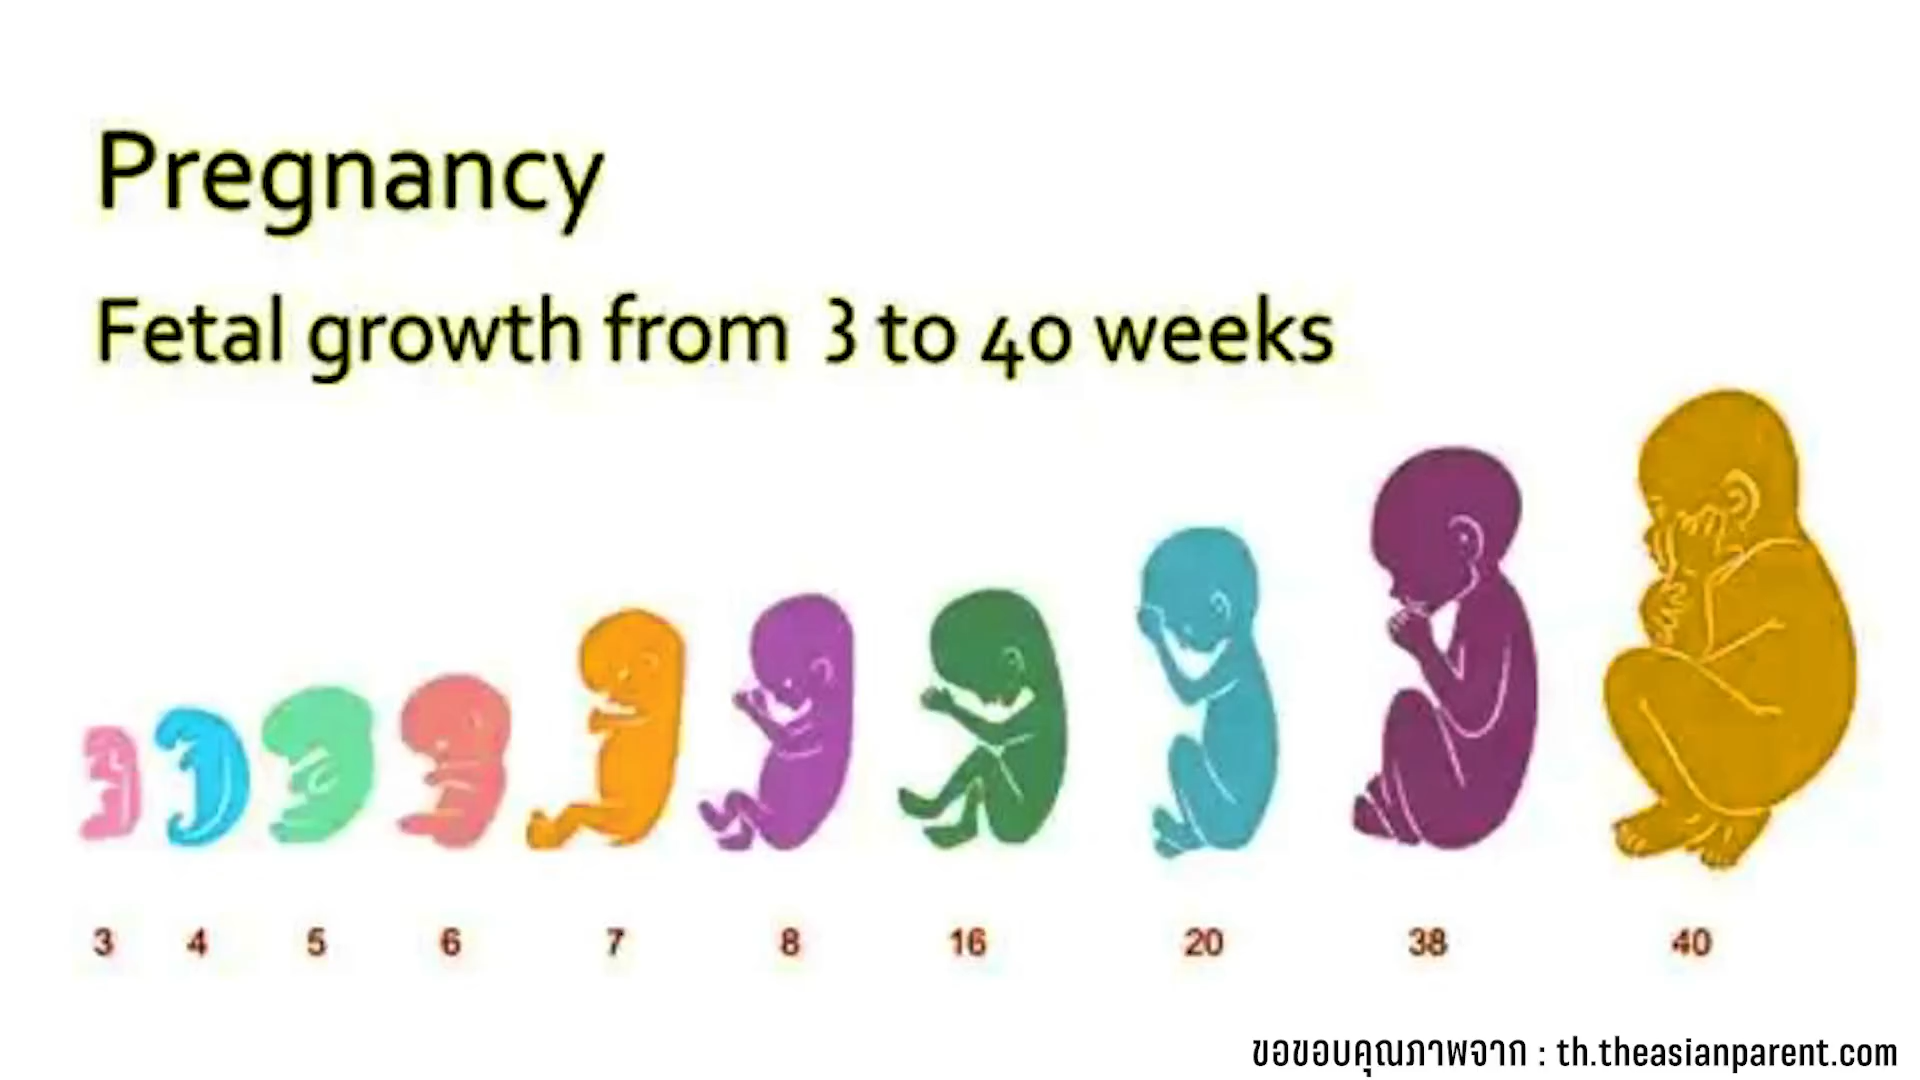 Pregnancy
Fetal growth from 3 to 40 weeks
3 4 5 6 7 8 16 20 38 40
ขอขอบคุณภาพจาก : th.theasianparent.com